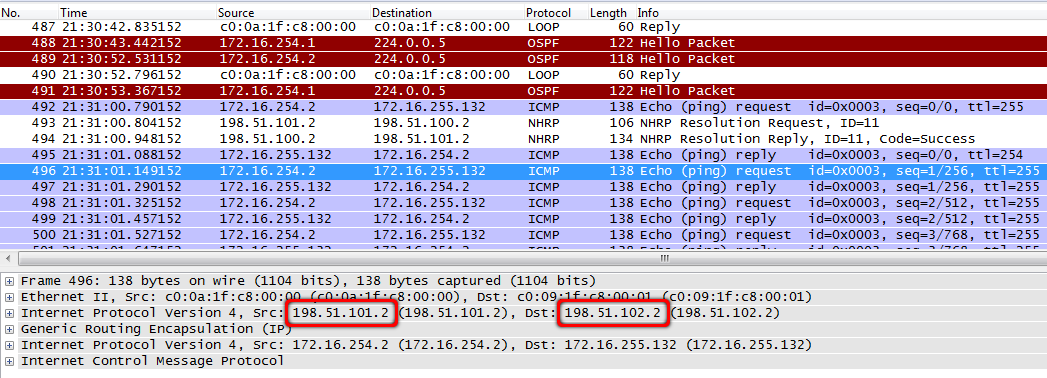 No. Time Source Destination Protocol Length Info
487 21:30:42.835152 c0:0a:1f:c8:00:00 c0:0a:1f:c8:00:00 LOOP 60 Reply
488 21:30:43.442152 172.16.254.1 224.0.0.5 OSPF 122 Hello Packet
489 21:30:52.531152 172.16.254.2 224.0.0.5 OSPF 118 Hello Packet
490 21:30:52.796152 c0:0a:1f:c8:00:00 c0:0a:1f:c8:00:00 LOOP 60 Reply
491 21:30:53.367152 172.16.254.1 224.0.0.5 OSPF 122 Hello Packet
492 21:31:00.790152 172.16.254.2 172.16.255.132 ICMP 138 Echo (ping) request id=0x0003, seq=0/0, ttl=255
493 21:31:00.804152 198.51.101.2 198.51.100.2 NHRP 106 NHRP Resolution Request, ID=11
494 21:31:00.948152 198.51.100.2 198.51.101.2 NHRP 134 NHRP Resolution Reply, ID=11, Code=Success
495 21:31:01.088152 172.16.255.132 172.16.254.2 ICMP 138 Echo (ping) reply id=0x0003, seq=0/0, ttl=254
496 21:31:01.149152 172.16.254.2 172.16.255.132 ICMP 138 Echo (ping) request id=0x0003, seq=1/256, ttl=255
497 21:31:01.290152 172.16.255.132 172.16.254.2 ICMP 138 Echo (ping) reply id=0x0003, seq=1/256, ttl=255
498 21:31:01.325152 172.16.254.2 172.16.255.132 ICMP 138 Echo (ping) request id=0x0003, seq=2/512, ttl=255
499 21:31:01.457152 172.16.255.132 172.16.254.2 ICMP 138 Echo (ping) reply id=0x0003, seq=2/512, ttl=255
500 21:31:01.527152 172.16.254.2 172.16.255.132 ICMP 138 Echo (ping) request id=0x0003, seq=3/768, ttl=255
Frame 496: 138 bytes on wire (1104 bits), 138 bytes captured (1104 bits)
Ethernet II, Src: c0:0a:1f:c8:00:00 (c0:0a:1f:c8:00:00), Dst: c0:09:1f:c8:00:01 (c0:09:1f:c8:00:01)
Internet Protocol Version 4, Src: 198.51.101.2 (198.51.101.2), Dst: 198.51.102.2 (198.51.102.2)
Generic Routing Encapsulation (IP)
Internet Protocol Version 4, Src: 172.16.254.2 (172.16.254.2), Dst: 172.16.255.132 (172.16.255.132)
Internet Control Message Protocol